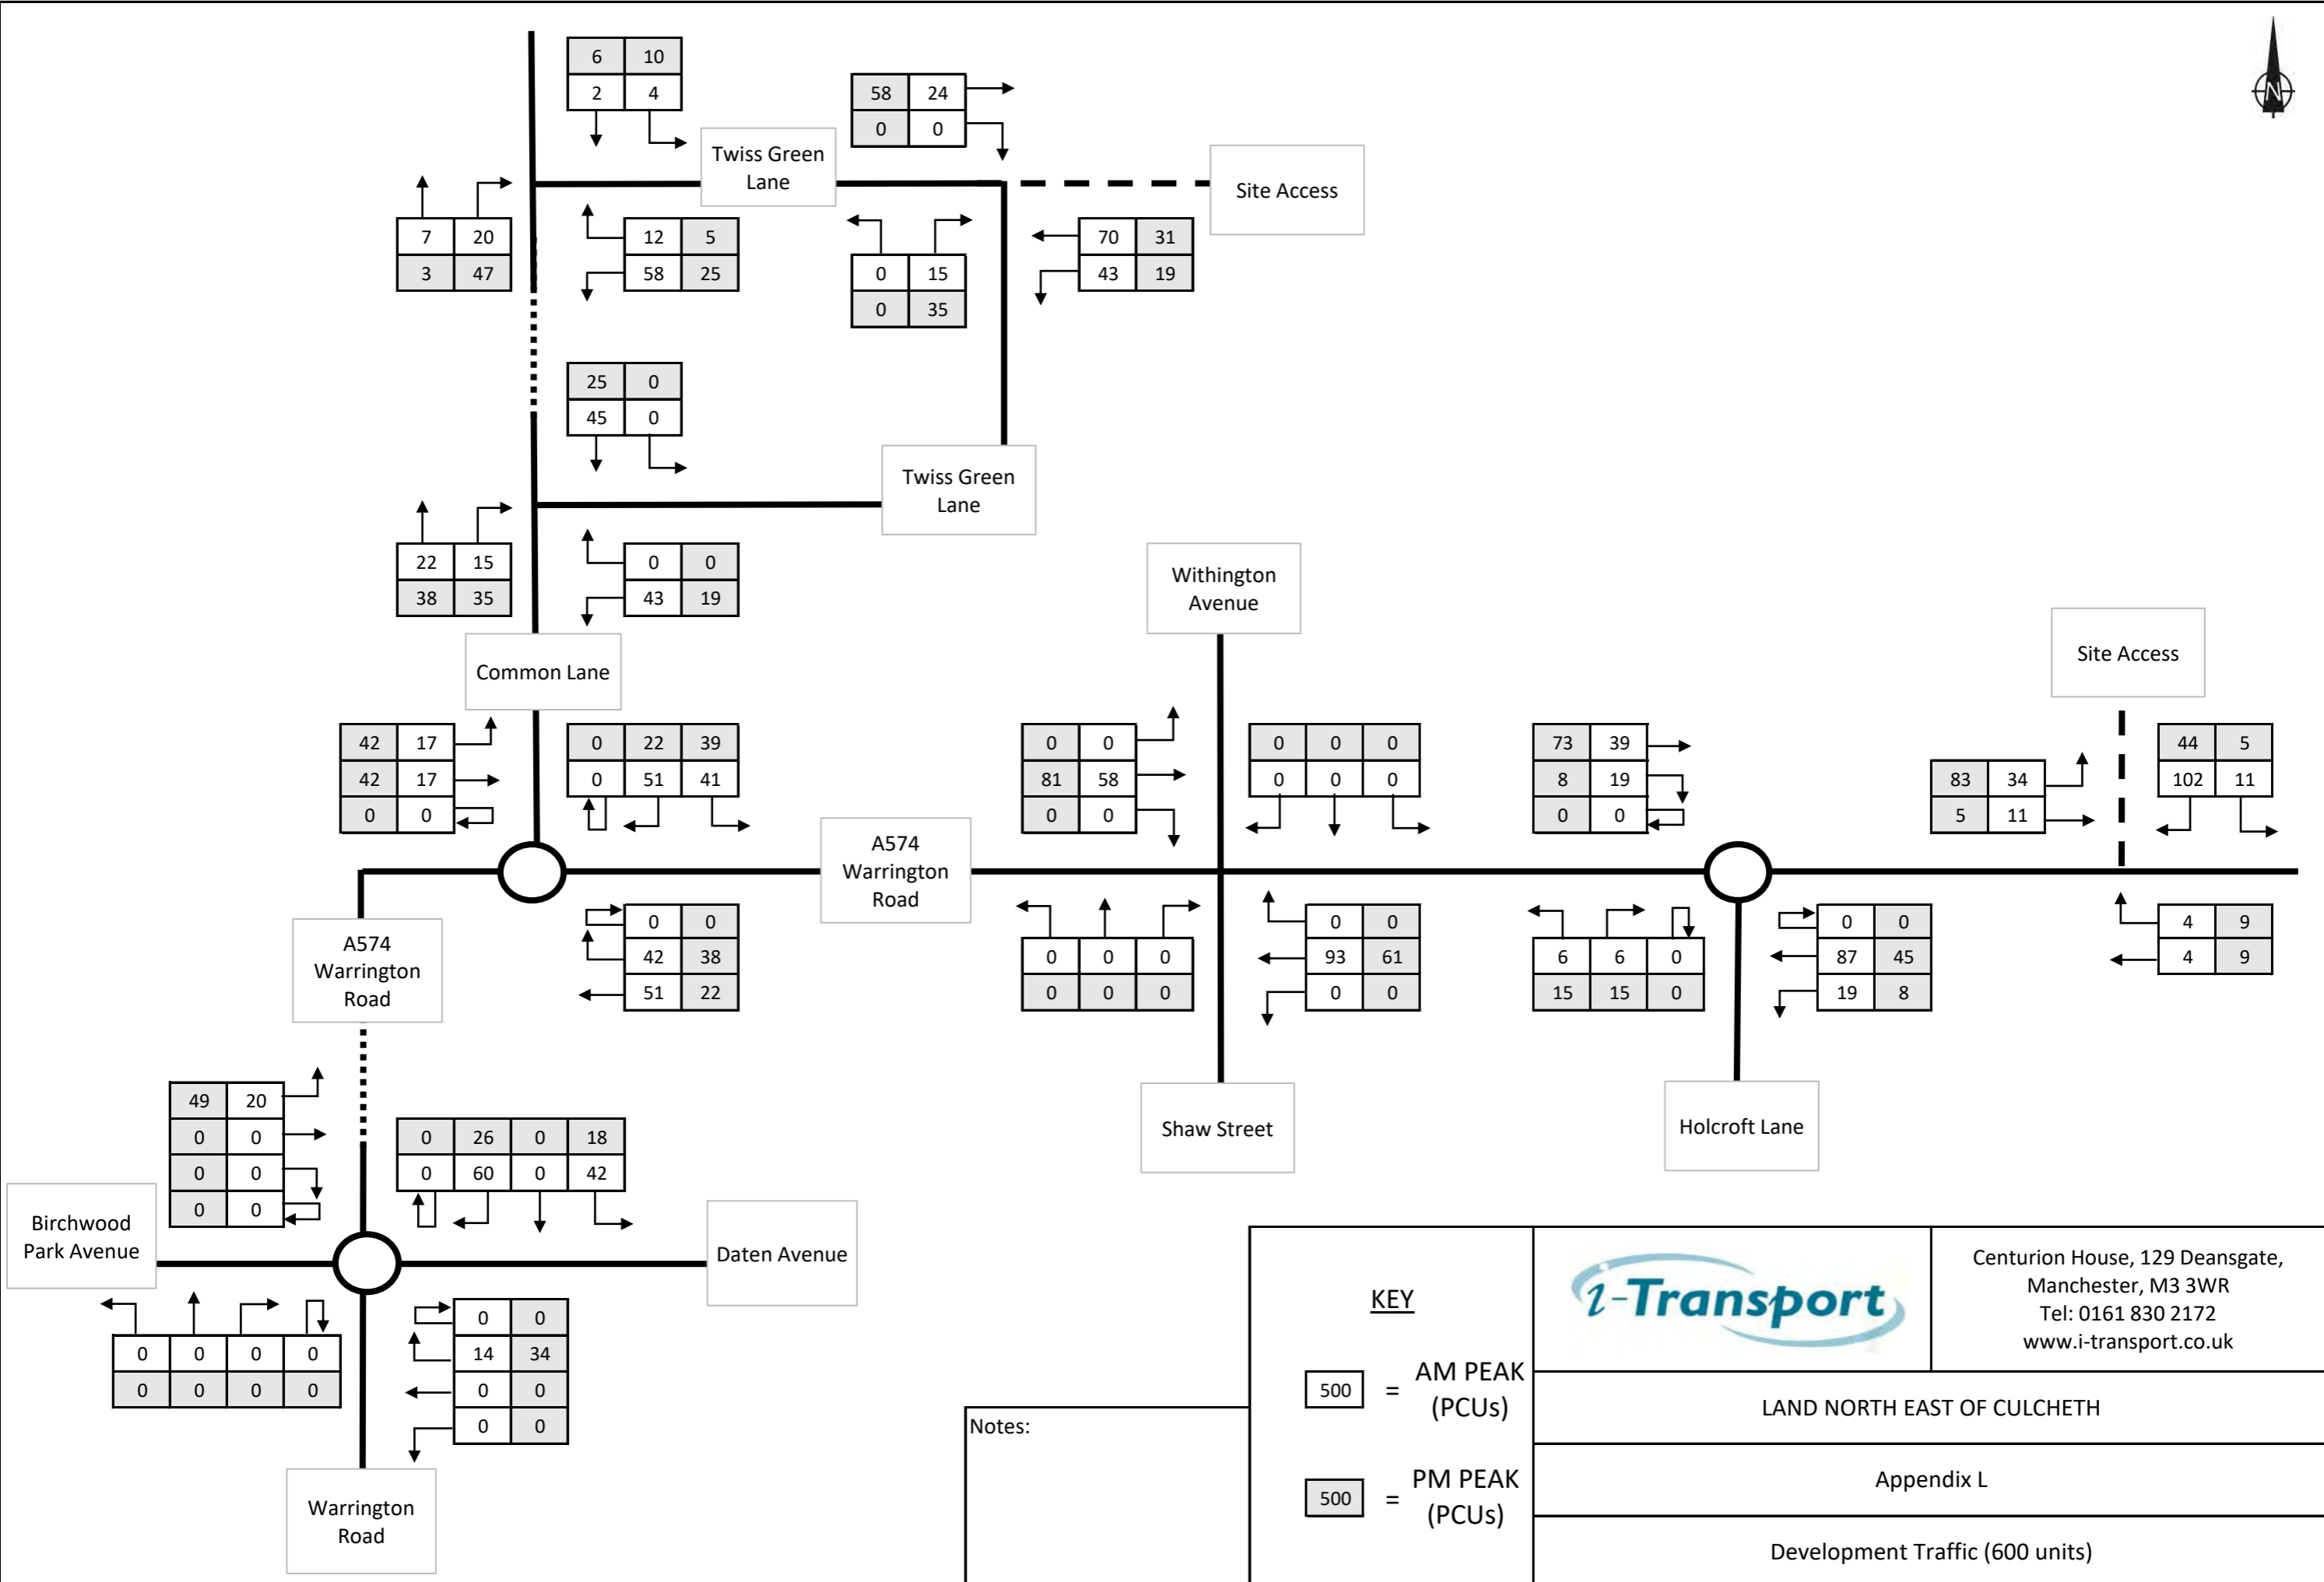 6 10
2 4
58 24
0 0
N
Twiss Green
Lane
Site Access
7 20
3 47
12 5
58 25
0 15
0 35
70 31
43 19
25 0
45 0
Twiss Green
Lane
22 15
38 35
0 0
43 19
Common Lane
Withington
Avenue
Site Access
42 17
42 17
0 0
0 22 39
0 51 41
0 0
81 58
0 0
0 0 0
0 0 0
73 39
8 19
0 0
83 34
5 11
44 5
102 11
A574
Warrington
Road
A574
Warrington
Road
0 0
42 38
51 22
0 0 0
0 0 0
0 0
93 61
0 0
6 6 0
15 15 0
0 0
87 45
19 8
4 9
4 9
Shaw Street
Holcroft Lane
49 20
0 0
0 0
0 0
0 26 0 18
0 60 0 42
Birchwood
Park Avenue
Daten Avenue
0 0 0 0
0 0 0 0
0 0
14 34
0 0
0 0
Warrington
Road
Notes:
KEY
500 = AM PEAK
(PCUs)
500 = PM PEAK
(PCUs)
i-Transport
Centurion House, 129 Deansgate,
Manchester, M3 3WR
Tel: 0161 830 2172
www.i-transport.co.uk
LAND NORTH EAST OF CULCHETH
Appendix L
Development Traffic (600 units)